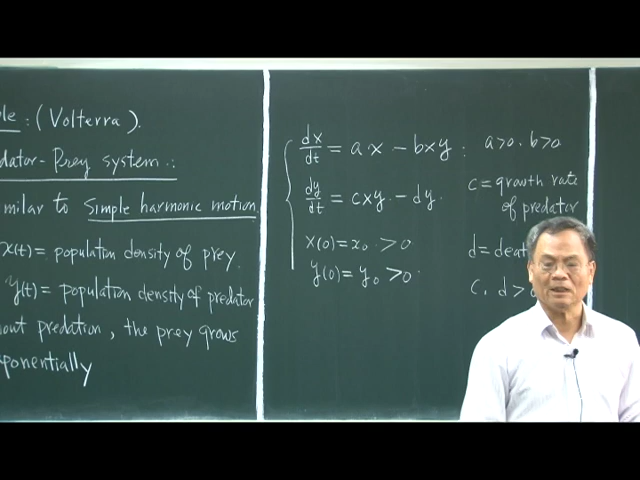 le : (Volterra).
dator-Prey system :
milar to simple harmonic motion
x(t) = population density of prey.
y(t) = population density of predator
out predation, the prey grows
ponentially
dx/dt = a·x - bxy : a>0. b>0
dy/dt = cxy - dy.
x(0) = x₀ > 0
y(0) = y₀ > 0
c = growth rate
of predator
d = deat
c, d >